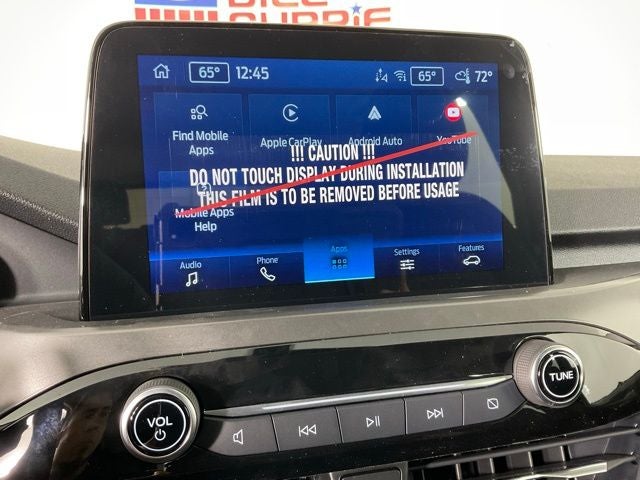 BILL CURRIE
65° 12:45 65° 72°
Find Mobile Apps
Apple CarPlay
Android Auto
YouTube
!!! CAUTION !!!
DO NOT TOUCH DISPLAY DURING INSTALLATION
THIS FILM IS TO BE REMOVED BEFORE USAGE
Mobile Apps
Help
Audio
Phone
Apps
Settings
Features
VOL
TUNE